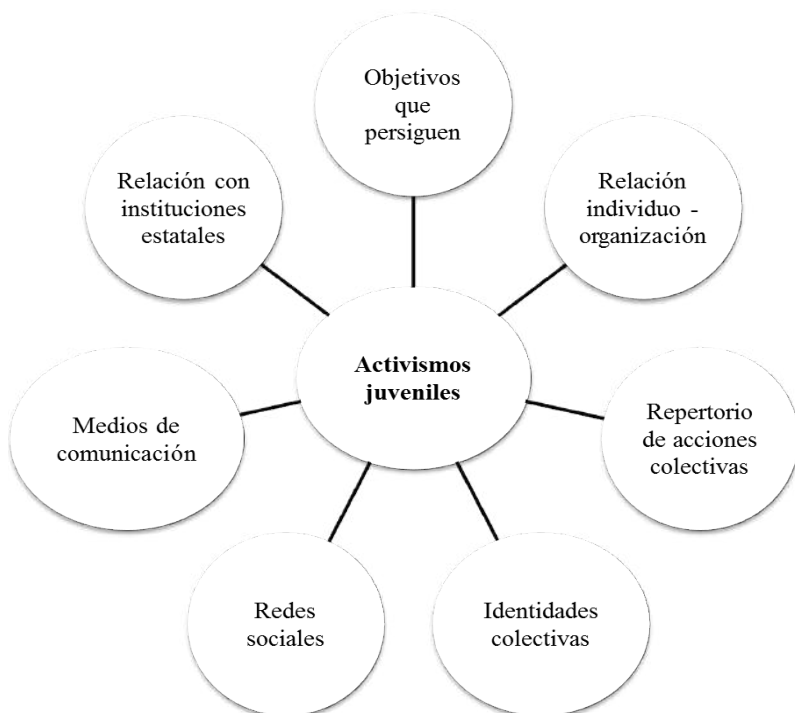 Objetivos
que
persiguen
Relación con
instituciones
estatales
Relación
individuo -
organización
Activismos
juveniles
Medios de
comunicación
Repertorio
de acciones
colectivas
Redes
sociales
Identidades
colectivas